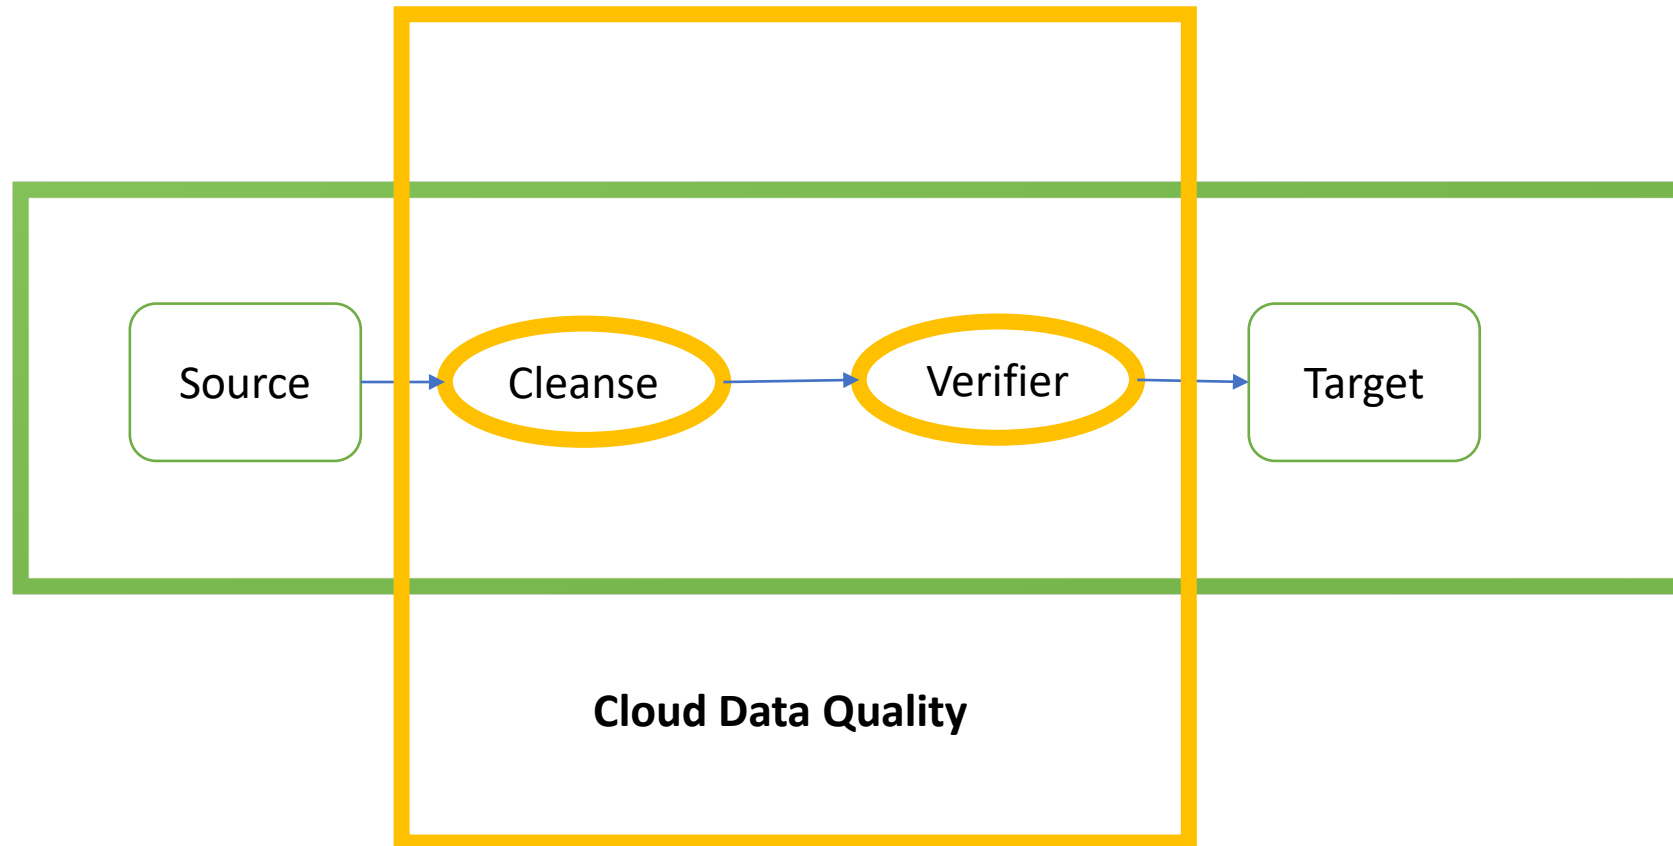 Source
Cleanse
Verifier
Target
Cloud Data Quality